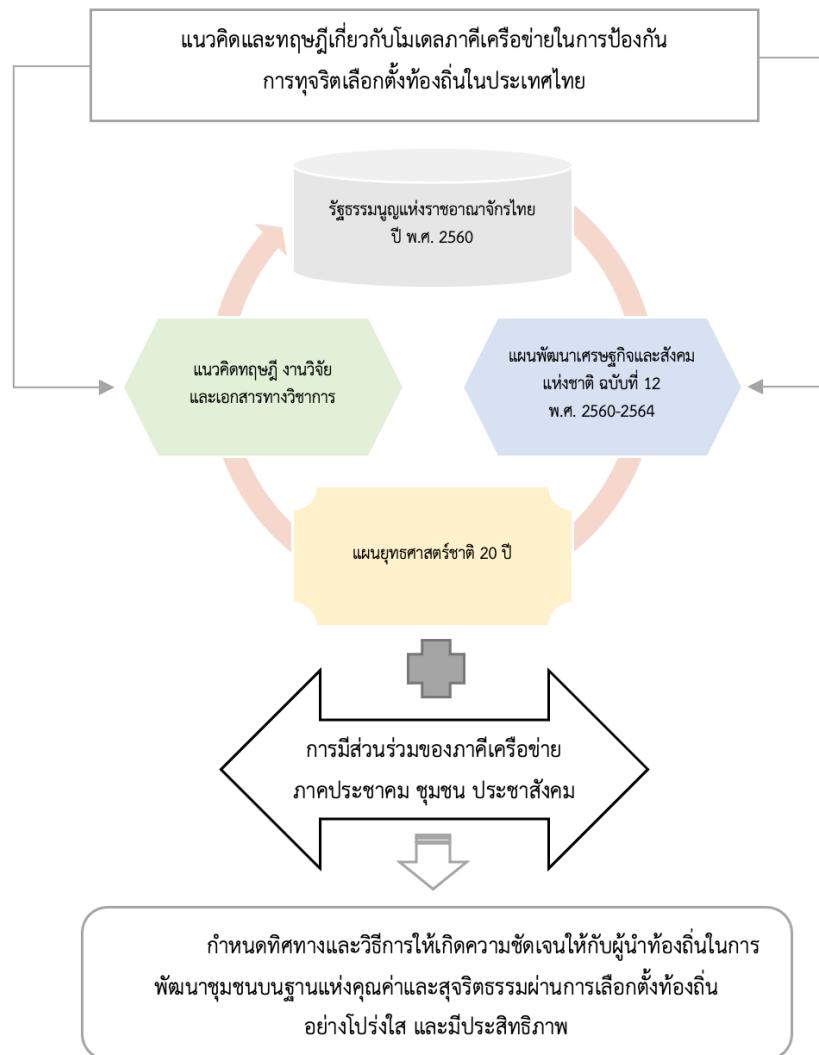 แนวคิดและทฤษฎีเกี่ยวกับโมเดลภาคีเครือข่ายในการป้องกัน
การทุจริตเลือกตั้งท้องถิ่นในประเทศไทย
รัฐธรรมนูญแห่งราชอาณาจักรไทย
ปี พ.ศ. 2560
แนวคิดทฤษฎี งานวิจัย
และเอกสารทางวิชาการ
แผนพัฒนาเศรษฐกิจและสังคม
แห่งชาติ ฉบับที่ 12
พ.ศ. 2560-2564
แผนยุทธศาสตร์ชาติ 20 ปี
การมีส่วนร่วมของภาคีเครือข่าย
ภาคประชาคม ชุมชน ประชาสังคม
กำหนดทิศทางและวิธีการให้เกิดความชัดเจนให้กับผู้นำท้องถิ่นในการ
พัฒนาชุมชนบนฐานแห่งคุณค่าและสุจริตธรรมผ่านการเลือกตั้งท้องถิ่น
อย่างโปร่งใส และมีประสิทธิภาพ